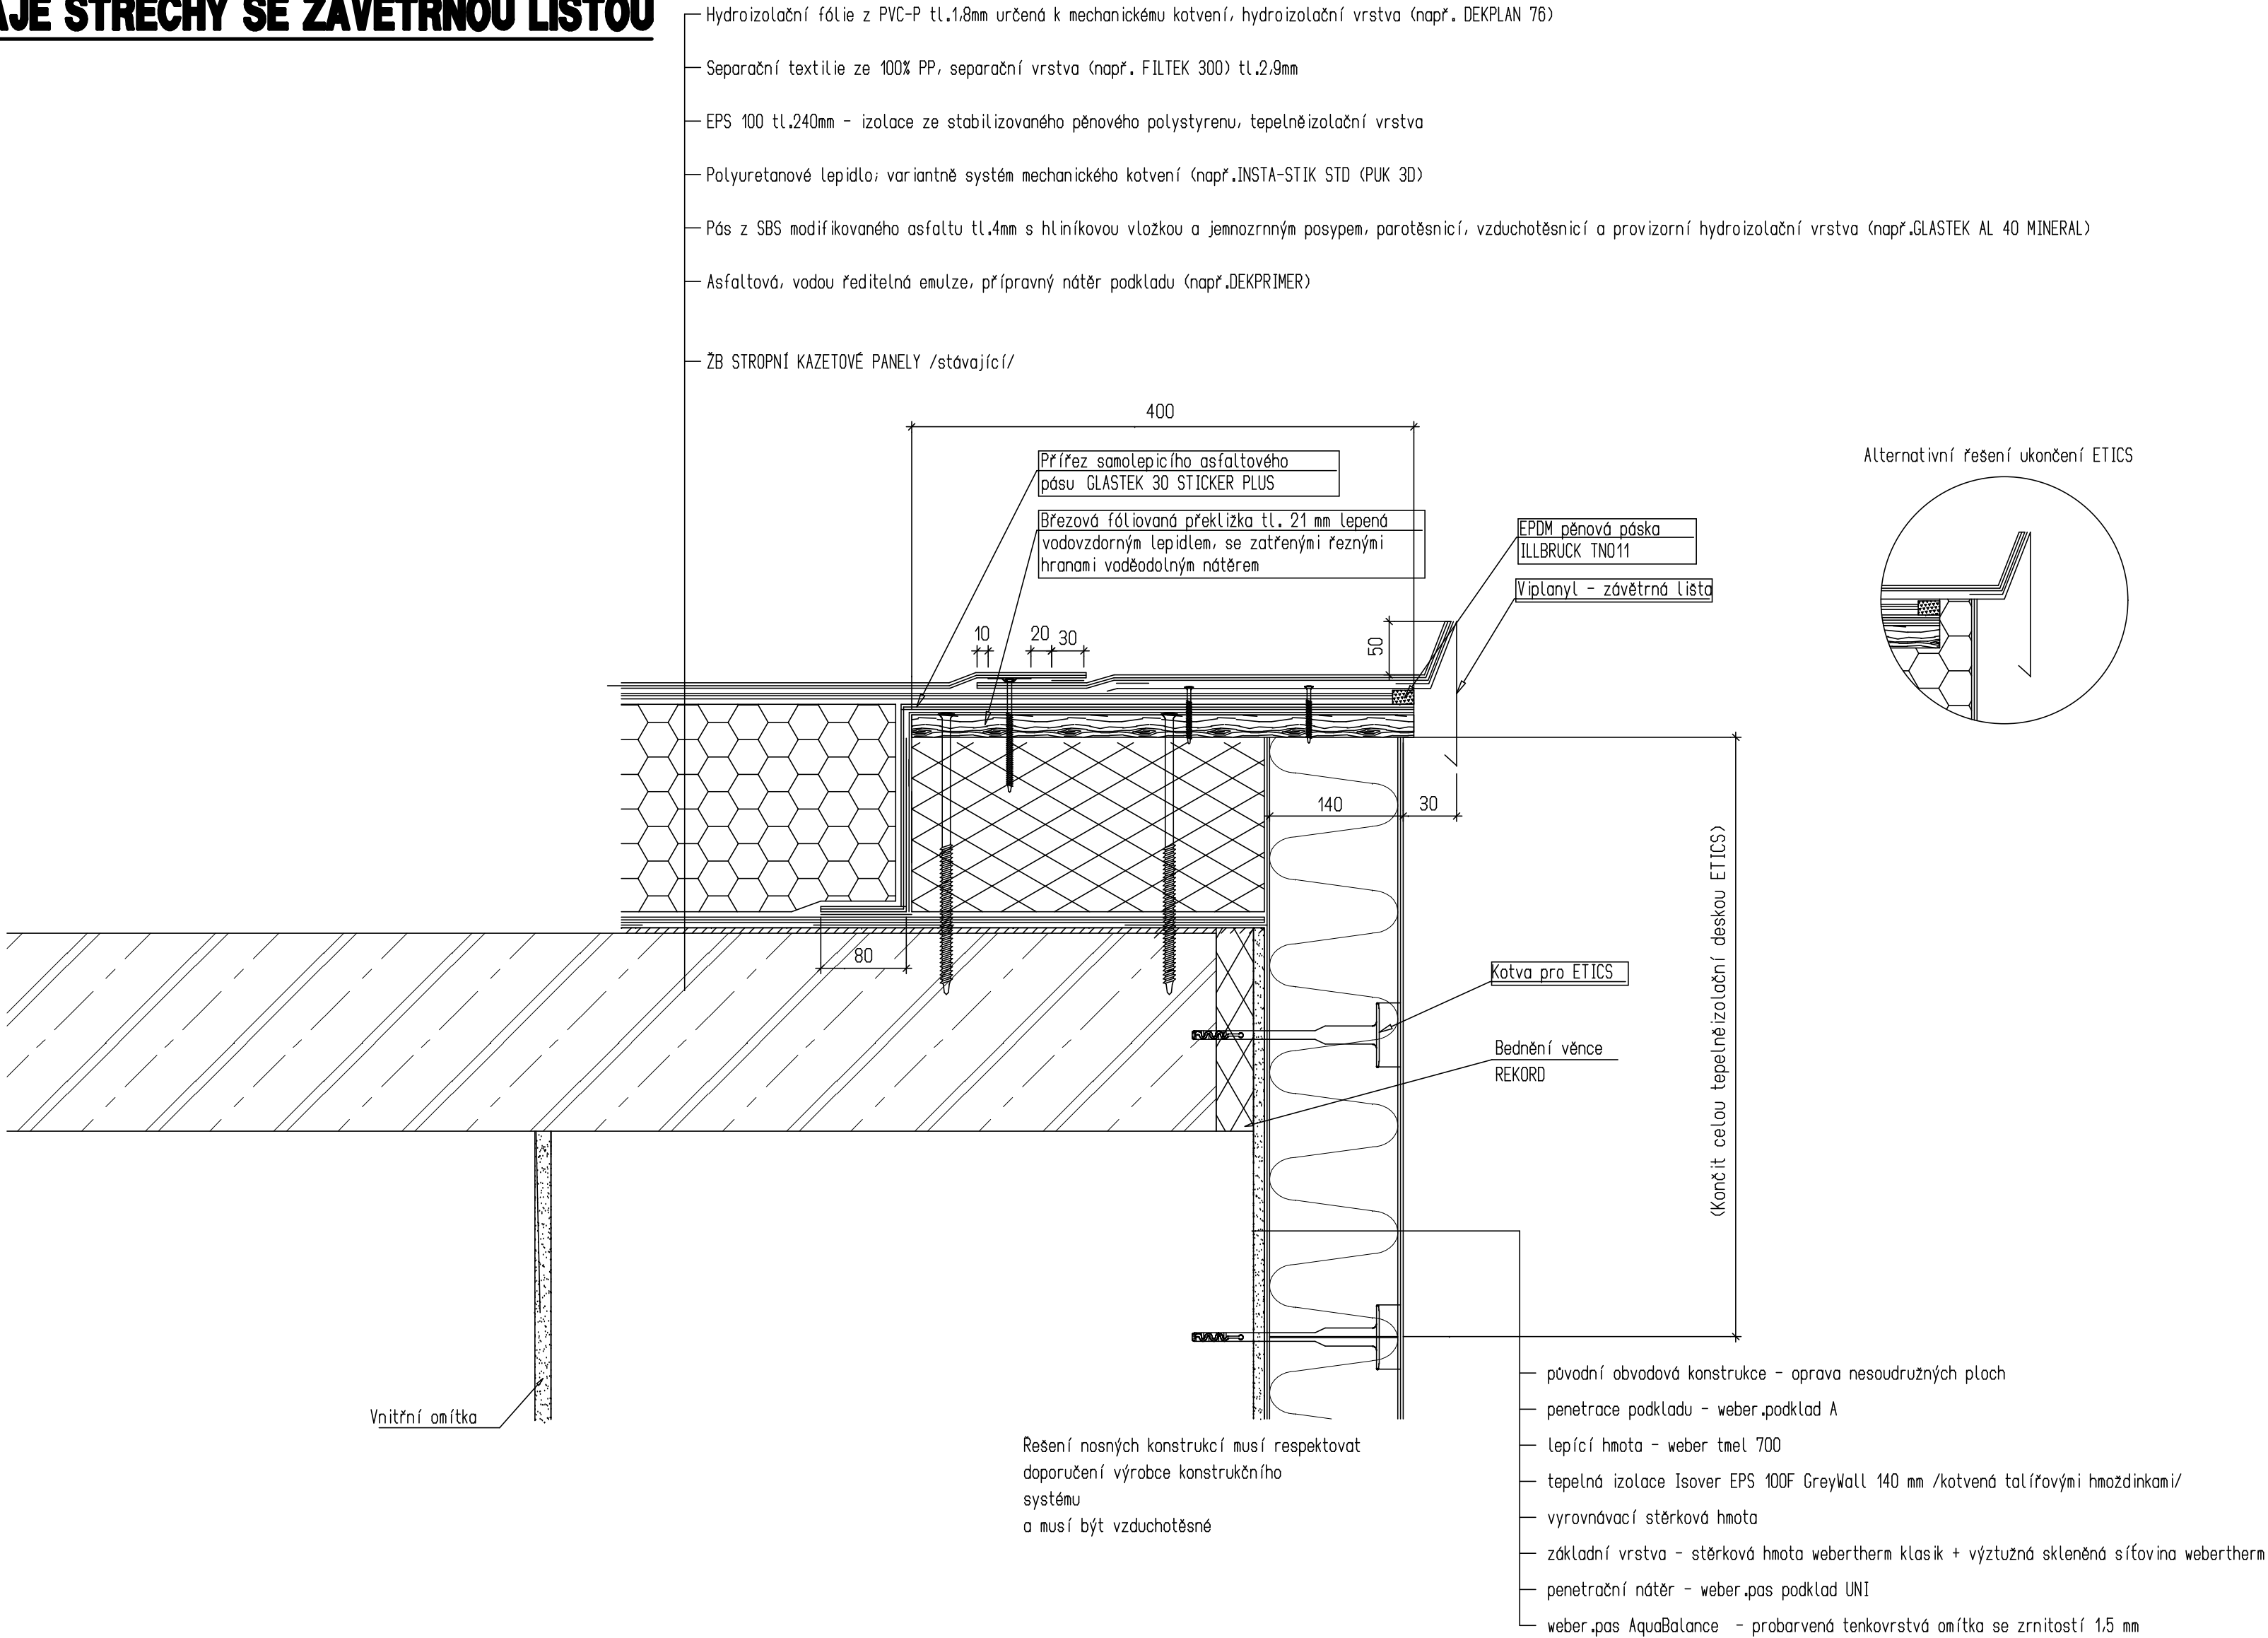 AJE STŘECHY SE ZÁVĚTRNOU LIŠTOU
Hydroizolační fólie z PVC-P tl.1,8mm určená k mechanickému kotvení, hydroizolační vrstva (např. DEKPLAN 76)
Separační textilie ze 100% PP, separační vrstva (např. FILTEK 300) tl.2,9mm
EPS 100 tl.240mm - izolace ze stabilizovaného pěnového polystyrenu, tepelněizolační vrstva
Polyuretanové lepidlo; variantně systém mechanického kotvení (např.INSTA-STIK STD (PUK 3D)
Pás z SBS modifikovaného asfaltu tl.4mm s hliníkovou vložkou a jemnozrnným posypem, parotěsnicí, vzduchotěsnicí a provizorní hydroizolační vrstva (např.GLASTEK AL 40 MINERAL)
Asfaltová, vodou ředitelná emulze, přípravný nátěr podkladu (např.DEKPRIMER)
ŽB STROPNÍ KAZETOVÉ PANELY /stávající/
400
Přířez samolepicího asfaltového
pásu GLASTEK 30 STICKER PLUS
Březová fóliovaná překližka tl. 21 mm lepená
vodovzdorným lepidlem, se zatřenými řeznými
hranami voděodolným nátěrem
EPDM pěnová páska
ILLBRUCK TN011
Viplanyl - závětrná lišta
Alternativní řešení ukončení ETICS
10
20
30
50
140
30
80
(Končit celou tepelněizolační deskou ETICS)
Kotva pro ETICS
Bednění věnce
REKORD
Vnitřní omítka
Řešení nosných konstrukcí musí respektovat
doporučení výrobce konstrukčního
systému
a musí být vzduchotěsné
původní obvodová konstrukce - oprava nesoudružných ploch
penetrace podkladu - weber.podklad A
lepící hmota - weber tmel 700
tepelná izolace Isover EPS 100F GreyWall 140 mm /kotvená talířovými hmoždinkami/
vyrovnávací stěrková hmota
základní vrstva - stěrková hmota webertherm klasik + výztužná skleněná síťovina webertherm
penetrační nátěr - weber.pas podklad UNI
weber.pas AquaBalance - probarvená tenkovrstvá omítka se zrnitostí 1,5 mm